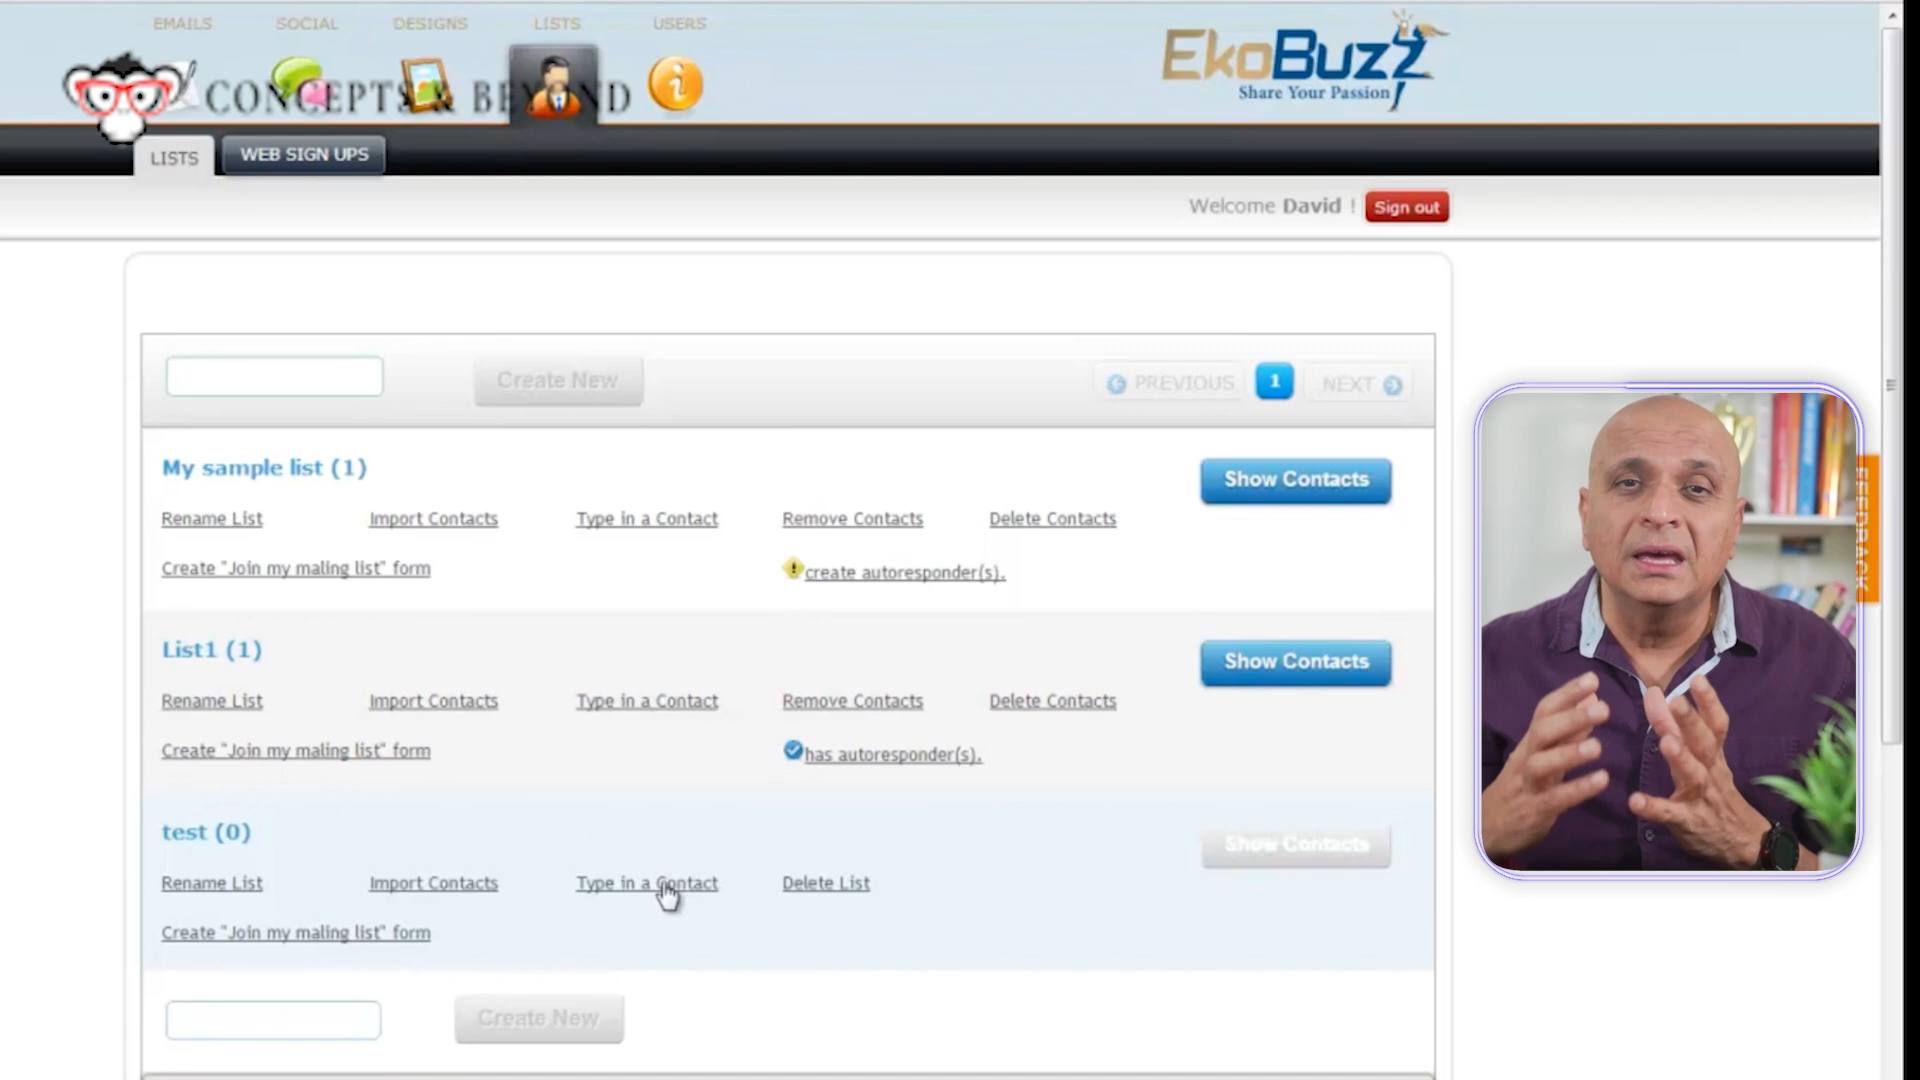 EMAILS SOCIAL DESIGNS LISTS USERS
EkoBuzz
Share Your Passion
CONCEPTS & BEYOND
LISTS WEB SIGN UPS
Welcome David ! Sign out
Create New PREVIOUS 1 NEXT
My sample list (1) Show Contacts
Rename List Import Contacts Type in a Contact Remove Contacts Delete Contacts
Create "Join my maling list" form create autoresponder(s).
List1 (1) Show Contacts
Rename List Import Contacts Type in a Contact Remove Contacts Delete Contacts
Create "Join my maling list" form has autoresponder(s).
test (0) Show Contacts
Rename List Import Contacts Type in a Contact Delete List
Create "Join my maling list" form
Create New
FEEDBACK